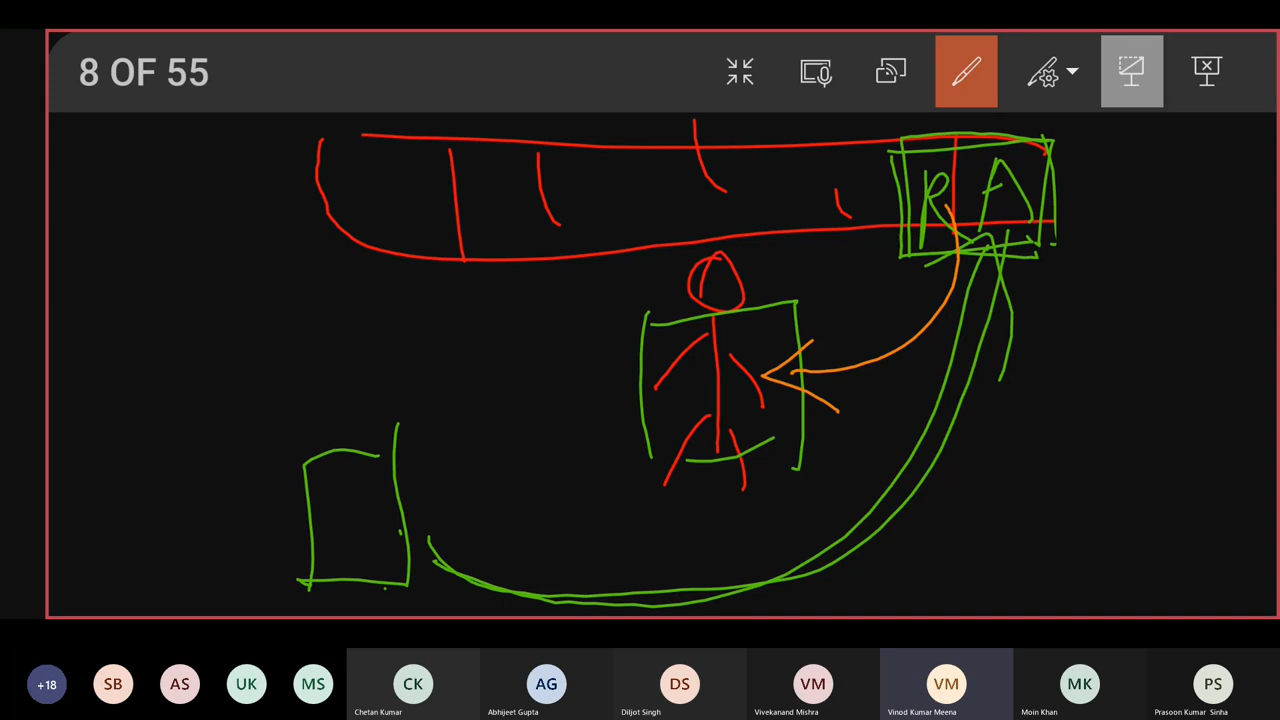 8 OF 55
R A
+18 SB AS UK MS CK AG DS VM VM MK PS
Chetan Kumar Abhijeet Gupta Diljot Singh Vivekanand Mishra Vinod Kumar Meena Moin Khan Prasoon Kumar Sinha